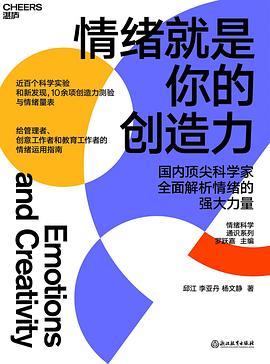 CHEERS
湛庐
情绪就是
你的
创造力
近百个科学实验
和新发现，10余项创造力测验
与情绪量表
给管理者、
创意工作者和教育工作者的
情绪运用指南
国内顶尖科学家
全面解析情绪的
强大力量
情绪科学
通识系列
罗跃嘉 主编
Emotions
and Creativity
邱江 李亚丹 杨文静 著
浙江教育出版社